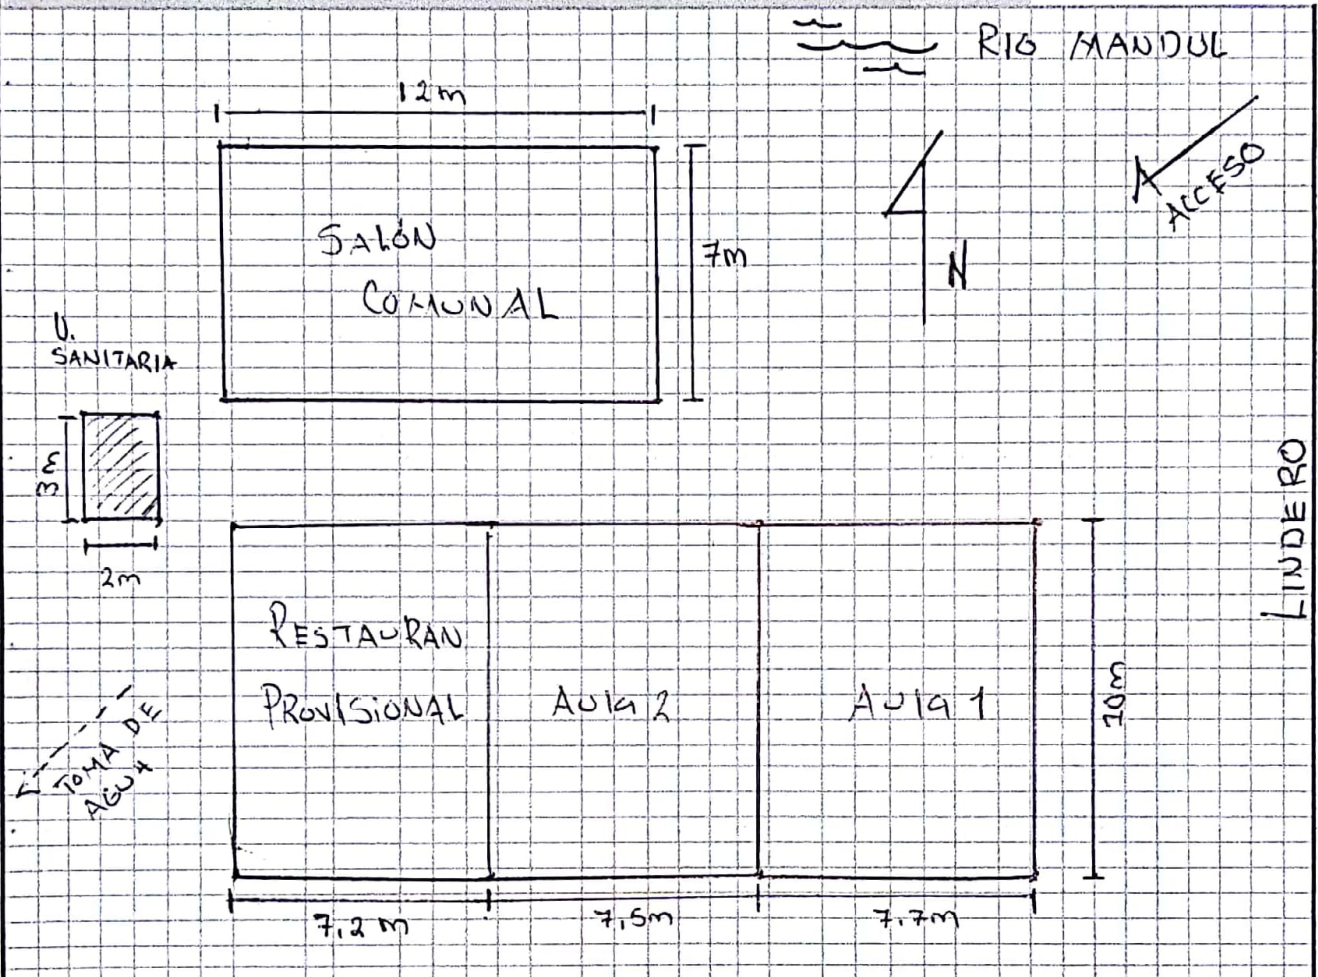 RIO MANDUL
12m
ACCESO
SALÓN
COMUNAL
7m
N
U.
SANITARIA
3m
2m
LINDERO
RESTAURAN
PROVISIONAL
AUla 2
AUla 1
10m
TOMA DE
AGUA
7,2 m
7,5m
7.7m